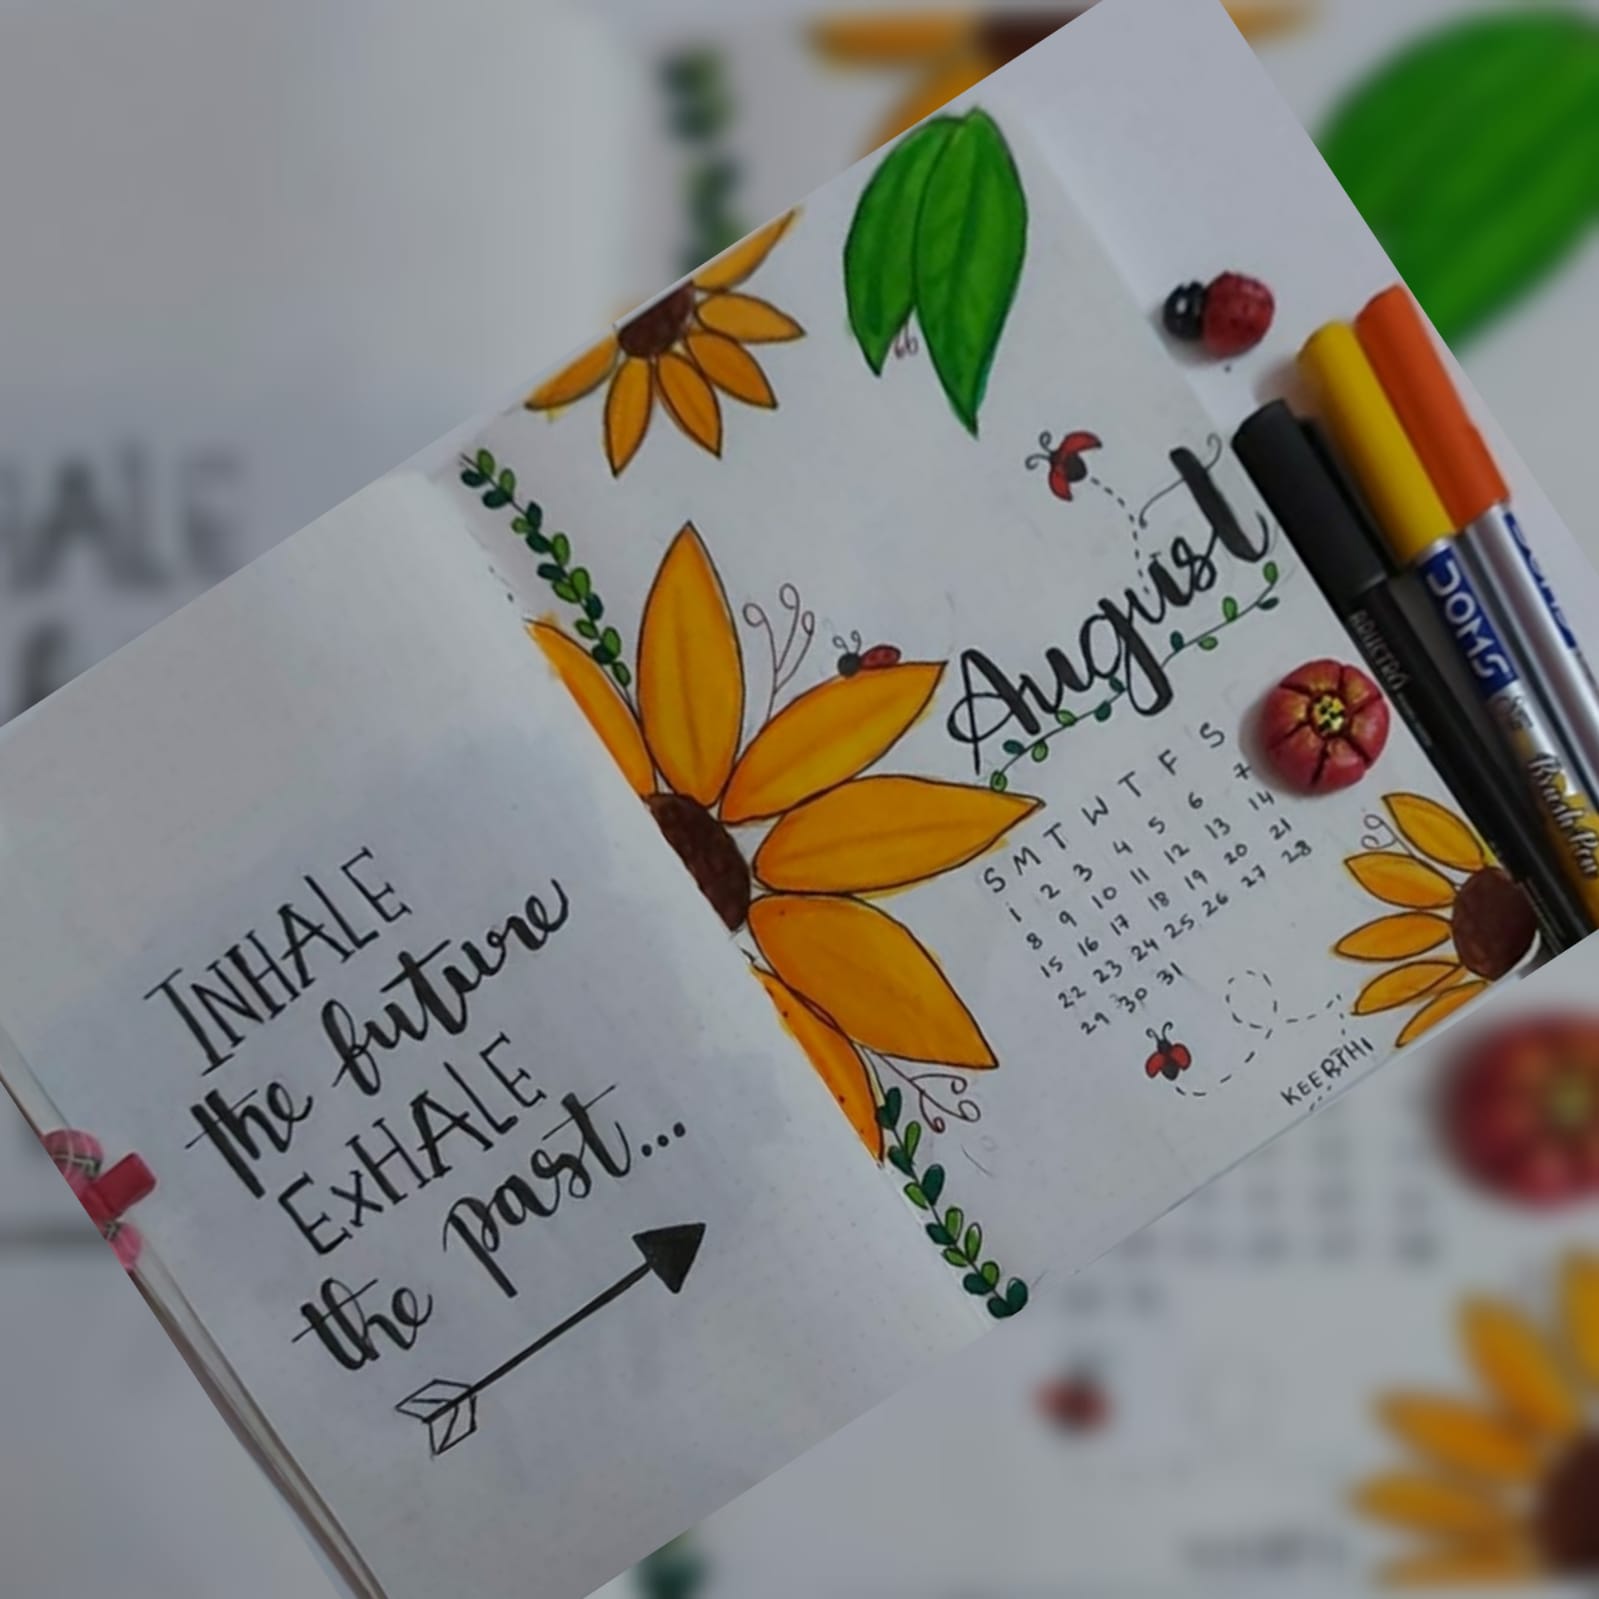 INHALE
the future
ExHALE
the past...
August
S M T W T F S
1 2 3 4 5 6 7
8 9 10 11 12 13 14
15 16 17 18 19 20 21
22 23 24 25 26 27 28
29 30 31
KEERTHI
DOMS
Brush Pen